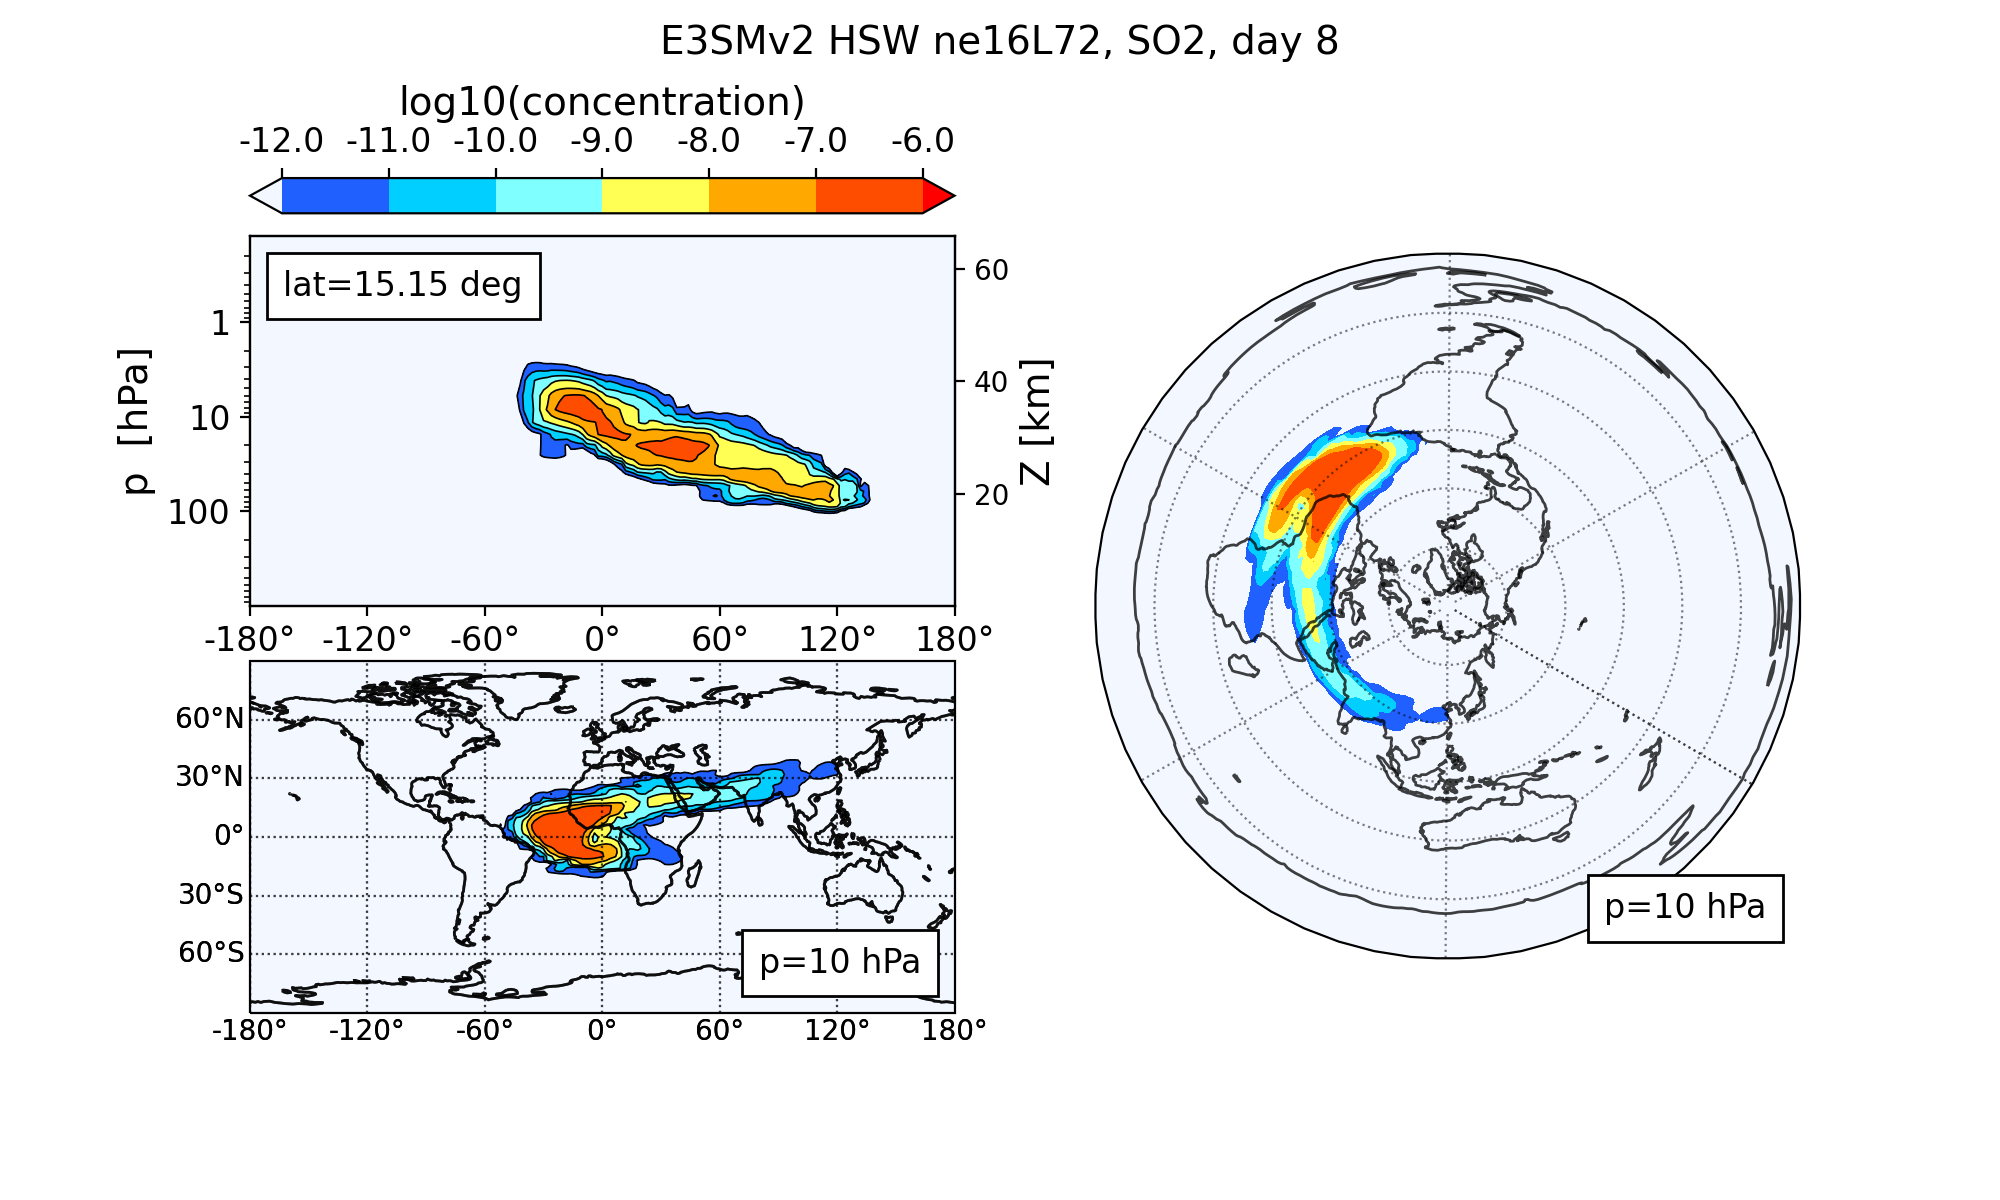 E3SMv2 HSW ne16L72, SO2, day 8
log10(concentration)
-12.0 -11.0 -10.0 -9.0 -8.0 -7.0 -6.0
lat=15.15 deg
p [hPa]
1
10
100
Z [km]
60
40
20
-180° -120° -60° 0° 60° 120° 180°
60°N
30°N
0°
30°S
60°S
p=10 hPa
-180° -120° -60° 0° 60° 120° 180°
p=10 hPa